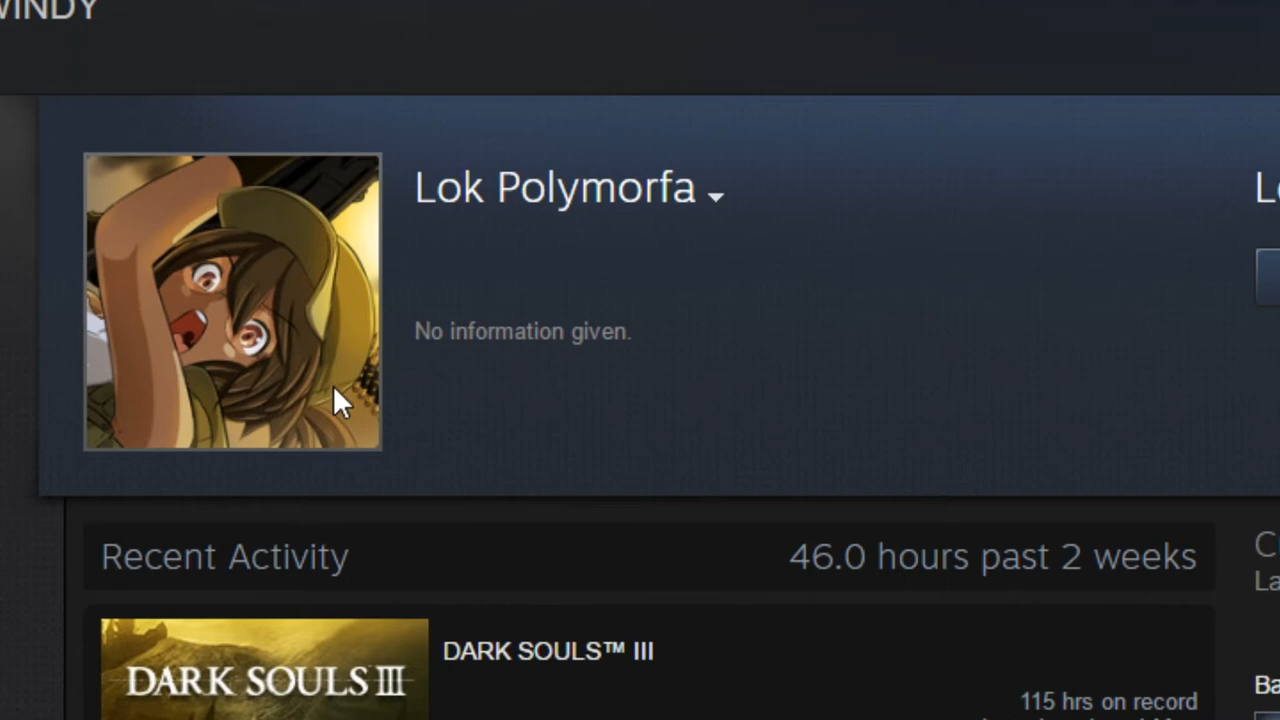 WINDY
Lok Polymorfa
No information given.
Recent Activity
46.0 hours past 2 weeks
DARK SOULS III
DARK SOULS™ III
115 hrs on record